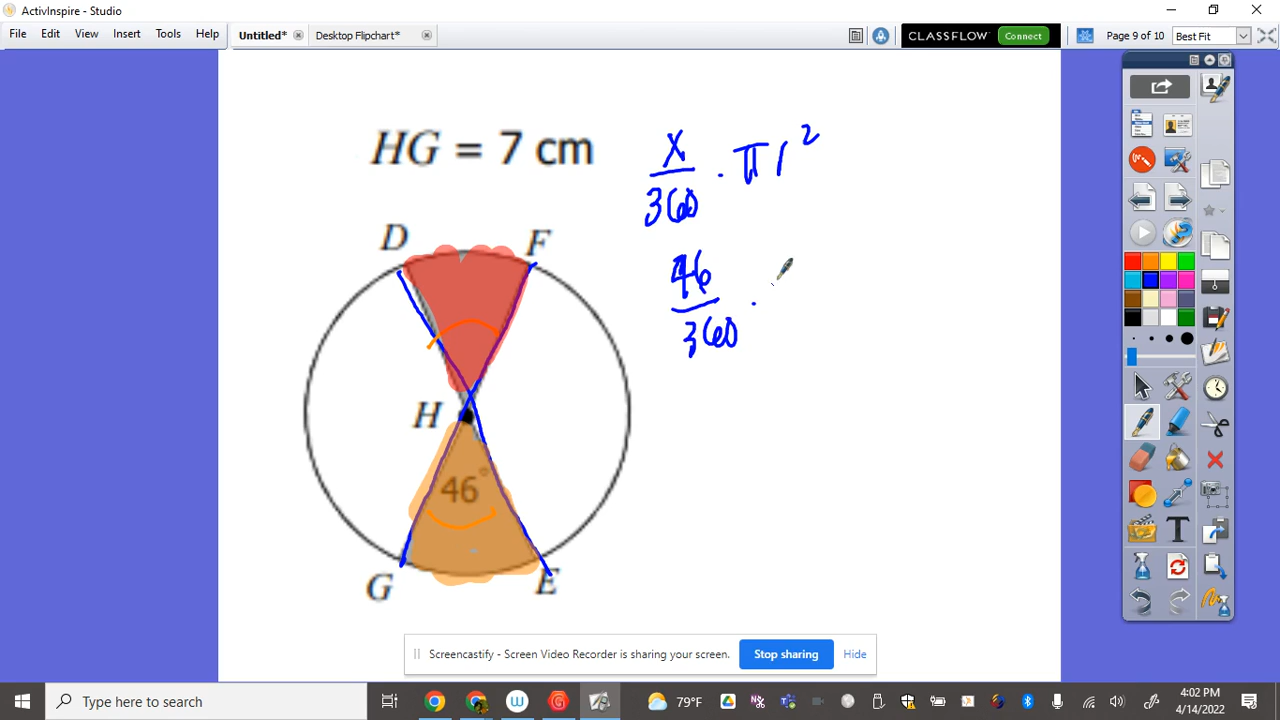 ActivInspire - Studio
File Edit View Insert Tools Help
Untitled* Desktop Flipchart*
CLASSFLOW Connect
Page 9 of 10 Best Fit
HG = 7 cm
x/360 · πr²
46/360 ·
D F
H
46°
G E
Screencastify - Screen Video Recorder is sharing your screen. Stop sharing Hide
Type here to search
79°F
4:02 PM
4/14/2022